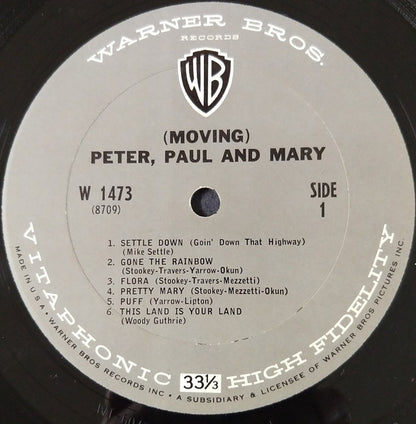 WARNER BROS.
RECORDS
WB
(MOVING)
PETER, PAUL AND MARY
W 1473
(8709)
SIDE
1
1. SETTLE DOWN (Goin' Down That Highway)
(Mike Settle)
2. GONE THE RAINBOW
(Stookey-Travers-Yarrow-Okun)
3. FLORA (Stookey-Travers-Mezzetti)
4. PRETTY MARY (Stookey-Mezzetti-Okun)
5. PUFF (Yarrow-Lipton)
6 THIS LAND IS YOUR LAND
(Woody Guthrie)
VITAPHONIC 33⅓ HIGH FIDELITY
MADE IN U.S.A. • WARNER BROS RECORDS INC • A SUBSIDIARY & LICENSEE OF WARNER BROS PICTURES INC.